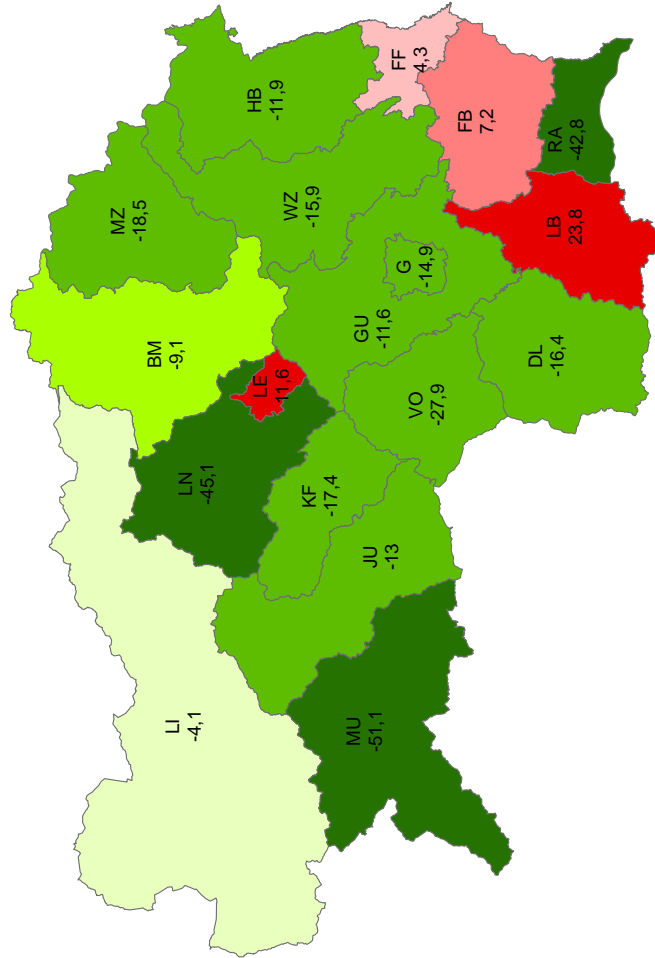 MZ
-18,5
BM
-9,1
LI
-4,1
LN
-45,1
HB
-11,9
LE
11,6
WZ
-15,9
KF
-17,4
MU
-51,1
GU
-11,6
JU
-13
FF
4,3
G
-14,9
VO
-27,9
FB
7,2
DL
-16,4
LB
23,8
RA
-42,8